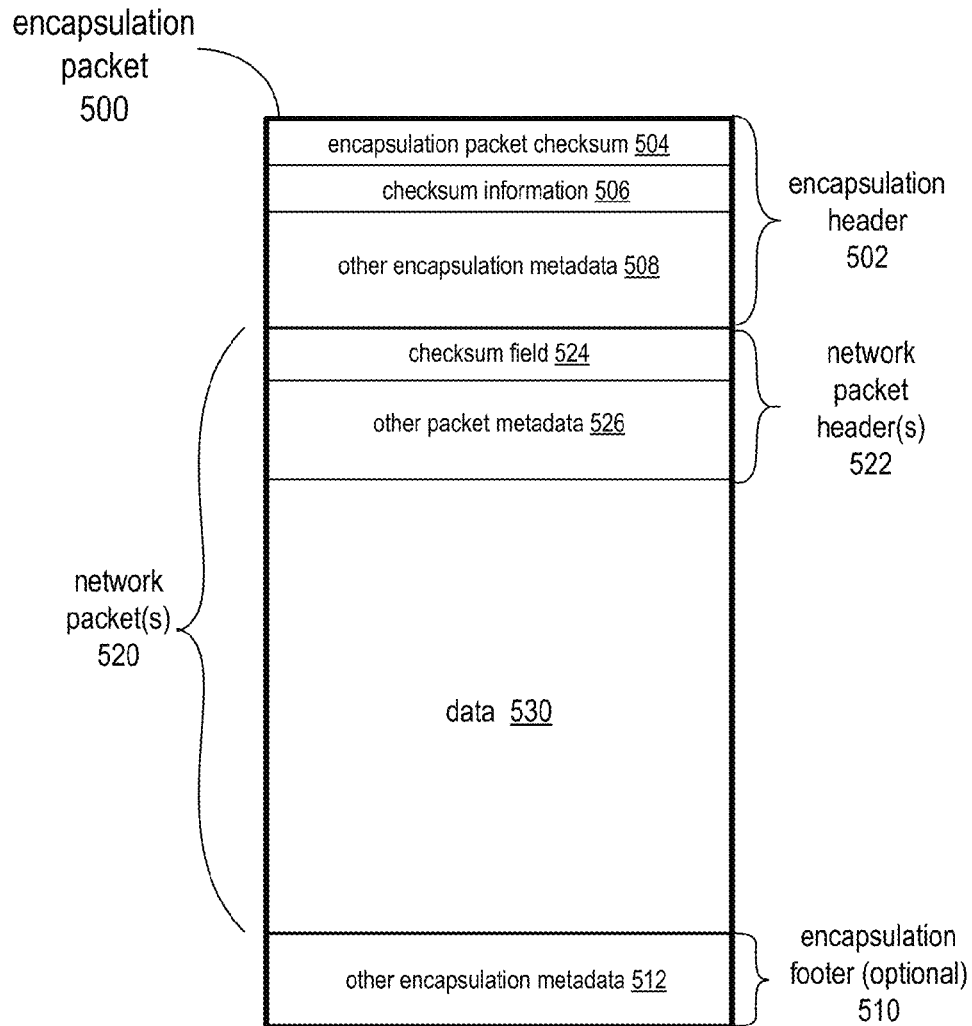 encapsulation
packet
500
encapsulation packet checksum 504
checksum information 506
other encapsulation metadata 508
encapsulation
header
502
checksum field 524
other packet metadata 526
network
packet
header(s)
522
network
packet(s)
520
data 530
other encapsulation metadata 512
encapsulation
footer (optional)
510